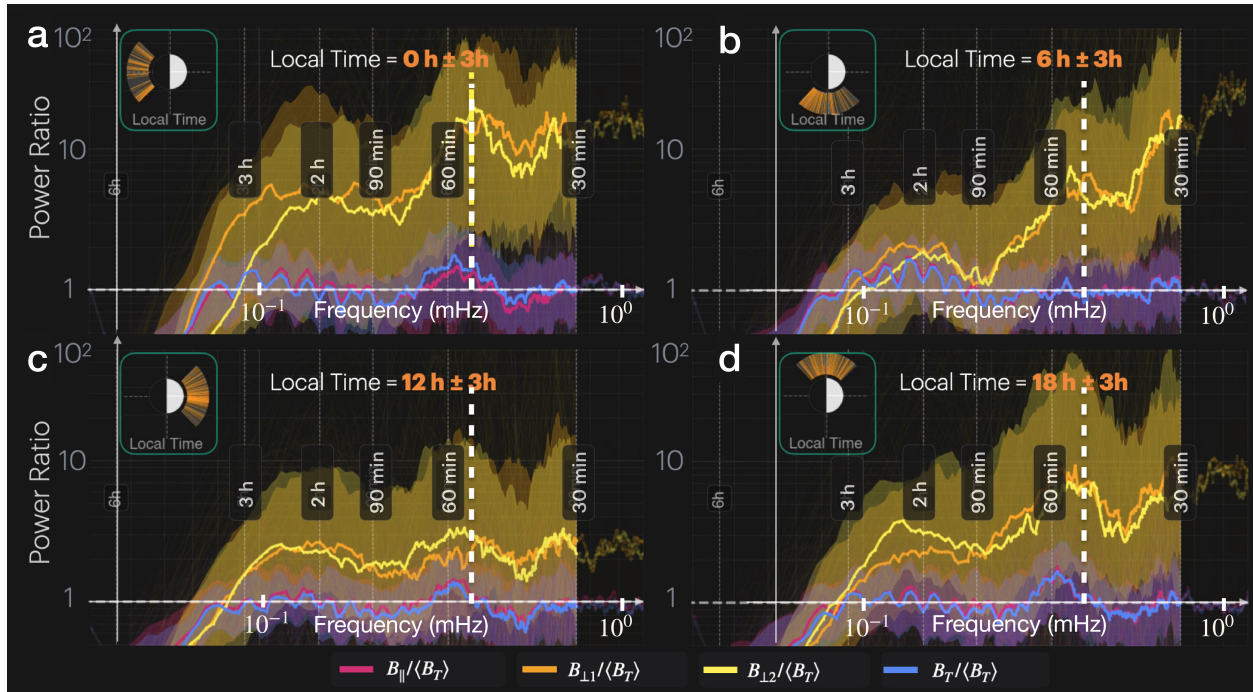 a
Local Time = 0 h ± 3h
10²
10
1
Power Ratio
Local Time
6h
3 h
2 h
90 min
60 min
30 min
10⁻¹
Frequency (mHz)
10⁰
b
Local Time = 6 h ± 3h
10²
10
1
Local Time
6h
3 h
2 h
90 min
60 min
30 min
10⁻¹
Frequency (mHz)
10⁰
c
Local Time = 12 h ± 3h
10²
10
1
Power Ratio
Local Time
6h
3 h
2 h
90 min
60 min
30 min
10⁻¹
Frequency (mHz)
10⁰
d
Local Time = 18 h ± 3h
10²
10
1
Local Time
6h
3 h
2 h
90 min
60 min
30 min
10⁻¹
Frequency (mHz)
10⁰
B∥/⟨B_T⟩
B⊥1/⟨B_T⟩
B⊥2/⟨B_T⟩
B_T/⟨B_T⟩